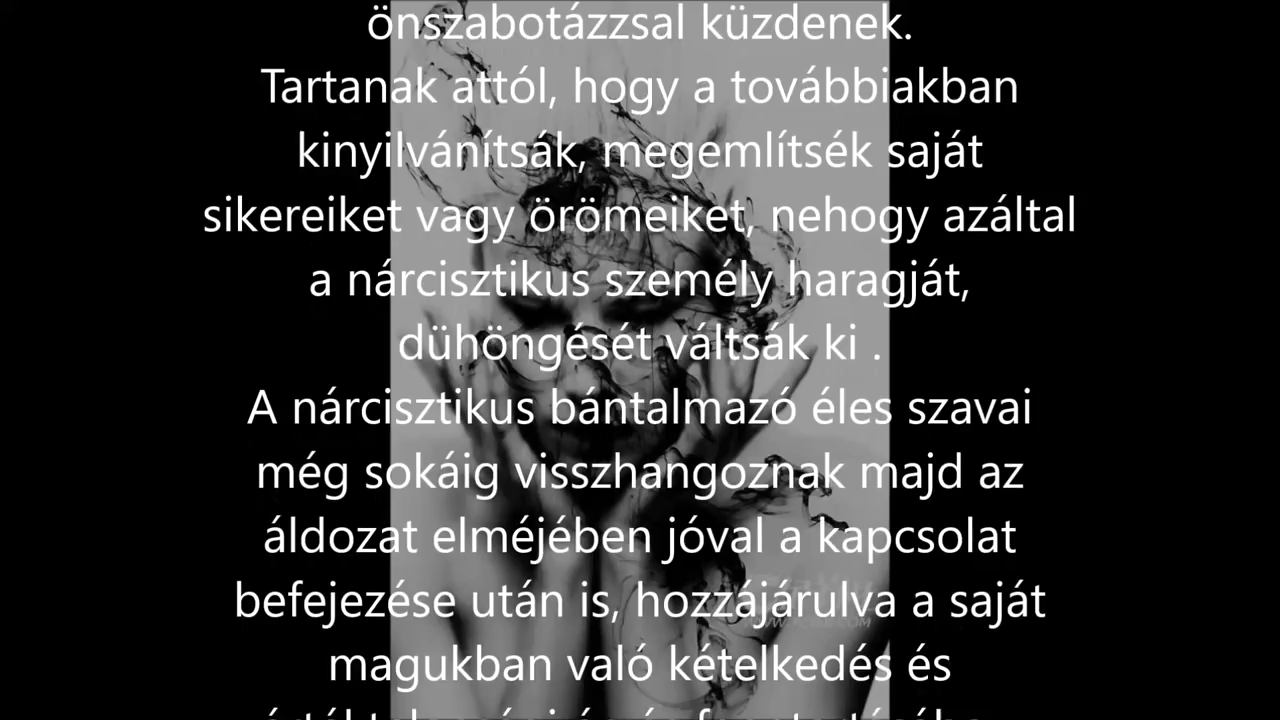 önszabotázzsal küzdenek.
Tartanak attól, hogy a továbbiakban
kinyilvánítsák, megemlítsék saját
sikereiket vagy örömeiket, nehogy azáltal
a nárcisztikus személy haragját,
dühöngését váltsák ki .
A nárcisztikus bántalmazó éles szavai
még sokáig visszhangoznak majd az
áldozat elméjében jóval a kapcsolat
befejezése után is, hozzájárulva a saját
magukban való kételkedés és